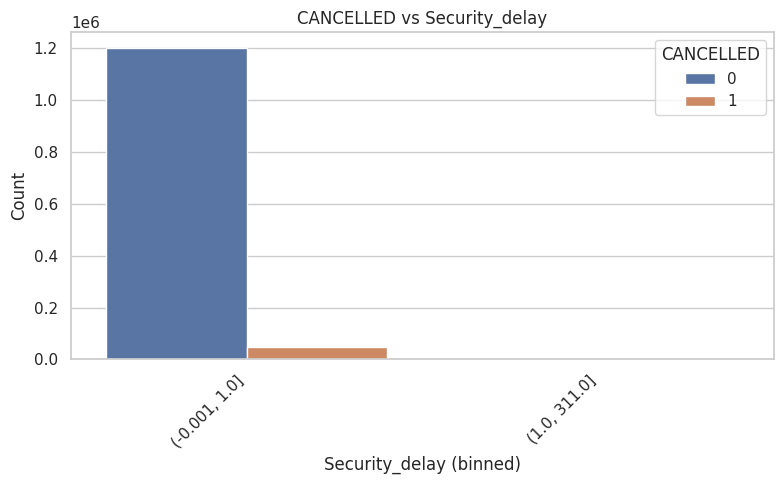 CANCELLED vs Security_delay
1e6
1.2
1.0
0.8
0.6
0.4
0.2
0.0
Count
CANCELLED
0
1
(-0.001, 1.0]
(1.0, 311.0]
Security_delay (binned)